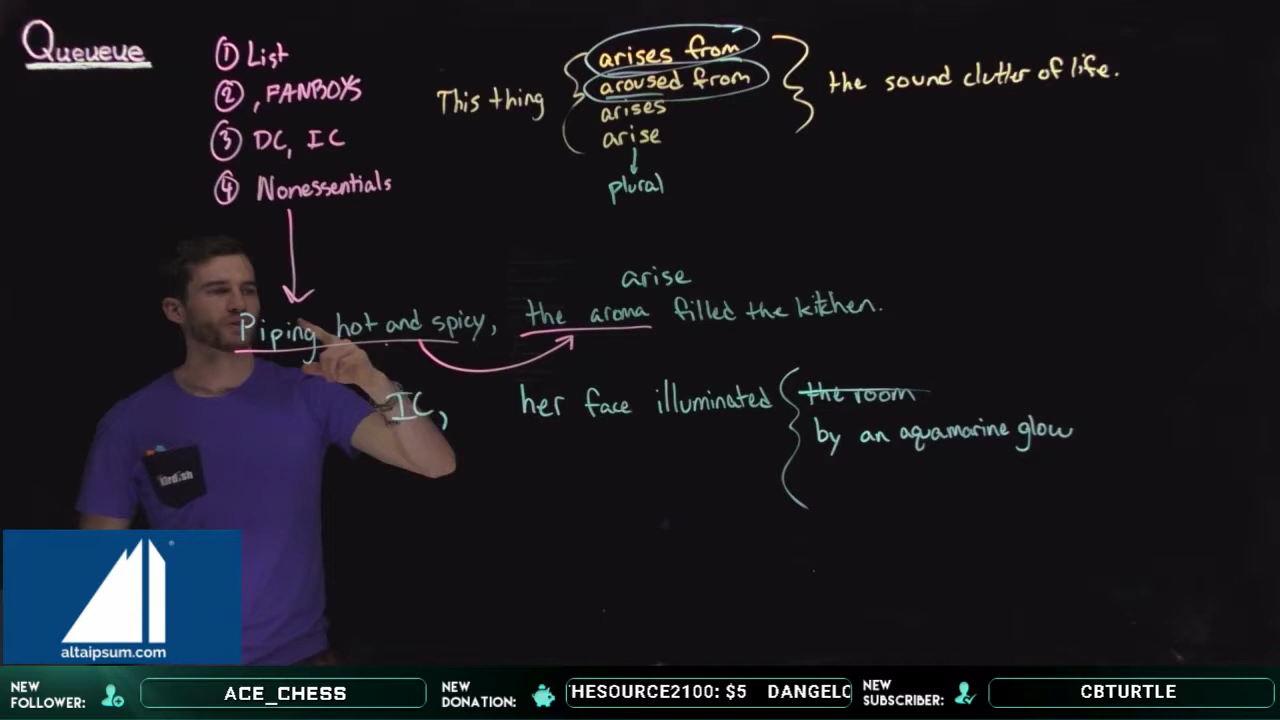 Queueue
① List
② , FANBOYS
③ DC, IC
④ Nonessentials
This thing
arises from
aroused from
arises
arise
plural
the sound clutter of life.
arise
Piping hot and spicy, the aroma filled the kitchen.
IC, her face illuminated
the room
by an aquamarine glow
altaipsum.com
NEW FOLLOWER: ACE_CHESS
NEW DONATION: THESOURCE2100: $5 DANGELO
NEW SUBSCRIBER: CBTURTLE